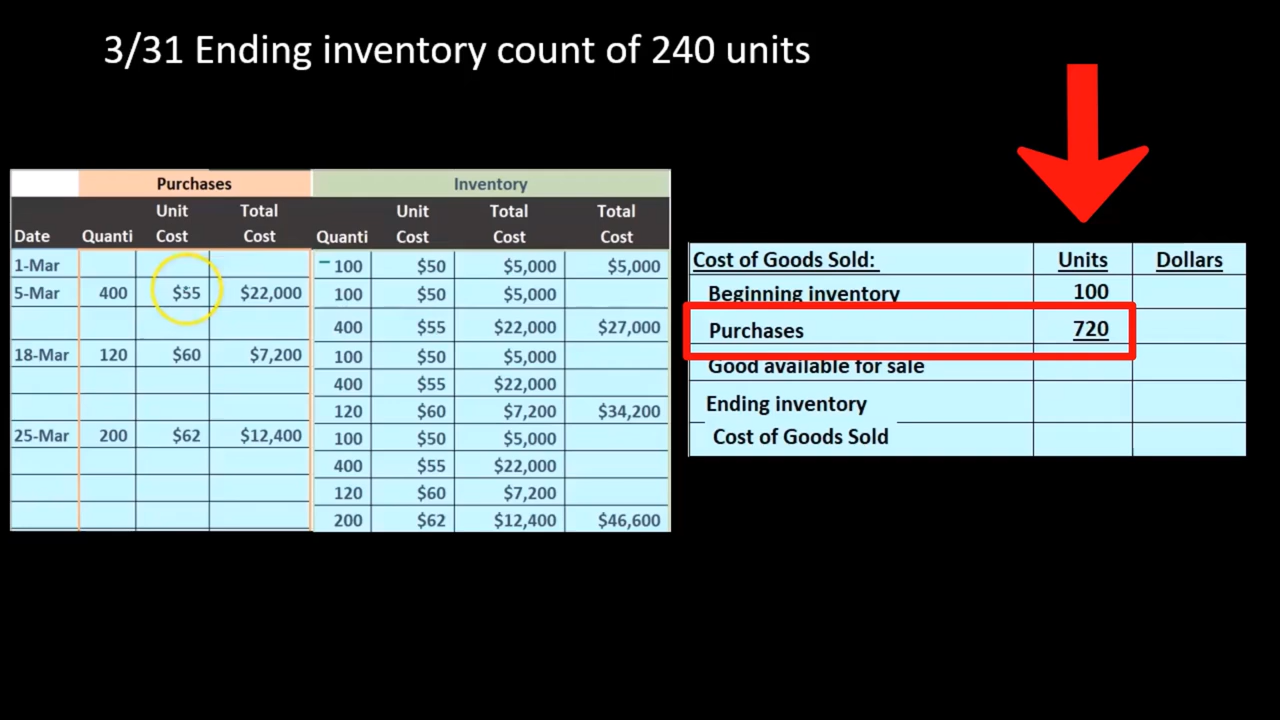 3/31 Ending inventory count of 240 units
Purchases Inventory
Unit Total Unit Total Total
Date Quanti Cost Cost Quanti Cost Cost Cost
1-Mar 100 $50 $5,000 $5,000
5-Mar 400 $55 $22,000 100 $50 $5,000
400 $55 $22,000 $27,000
18-Mar 120 $60 $7,200 100 $50 $5,000
400 $55 $22,000
120 $60 $7,200 $34,200
25-Mar 200 $62 $12,400 100 $50 $5,000
400 $55 $22,000
120 $60 $7,200
200 $62 $12,400 $46,600
Cost of Goods Sold: Units Dollars
Beginning inventory 100
Purchases 720
Good available for sale
Ending inventory
Cost of Goods Sold